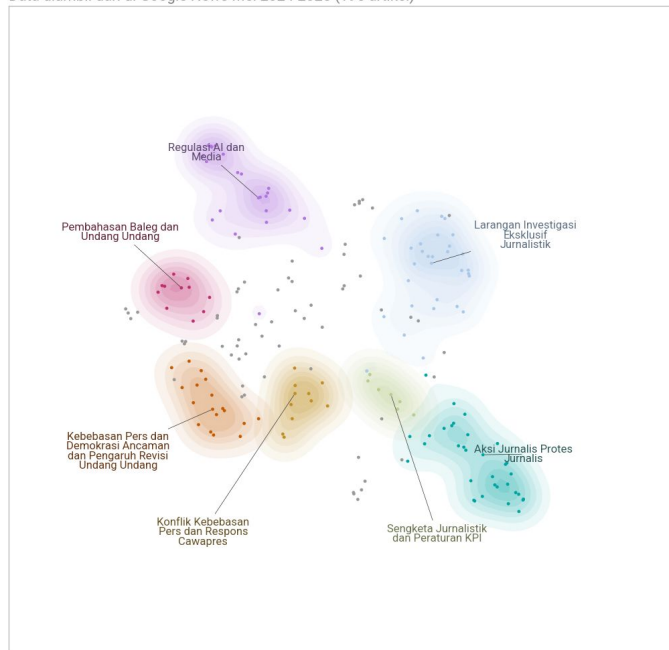 Regulasi AI dan
Media
Pembahasan Baleg dan
Undang Undang
Larangan Investigasi
Eksklusif
Jurnalistik
Kebebasan Pers dan
Demokrasi Ancaman
dan Pengaruh Revisi
Undang Undang
Aksi Jurnalis Protes
Jurnalis
Konflik Kebebasan
Pers dan Respons
Cawapres
Sengketa Jurnalistik
dan Peraturan KPI